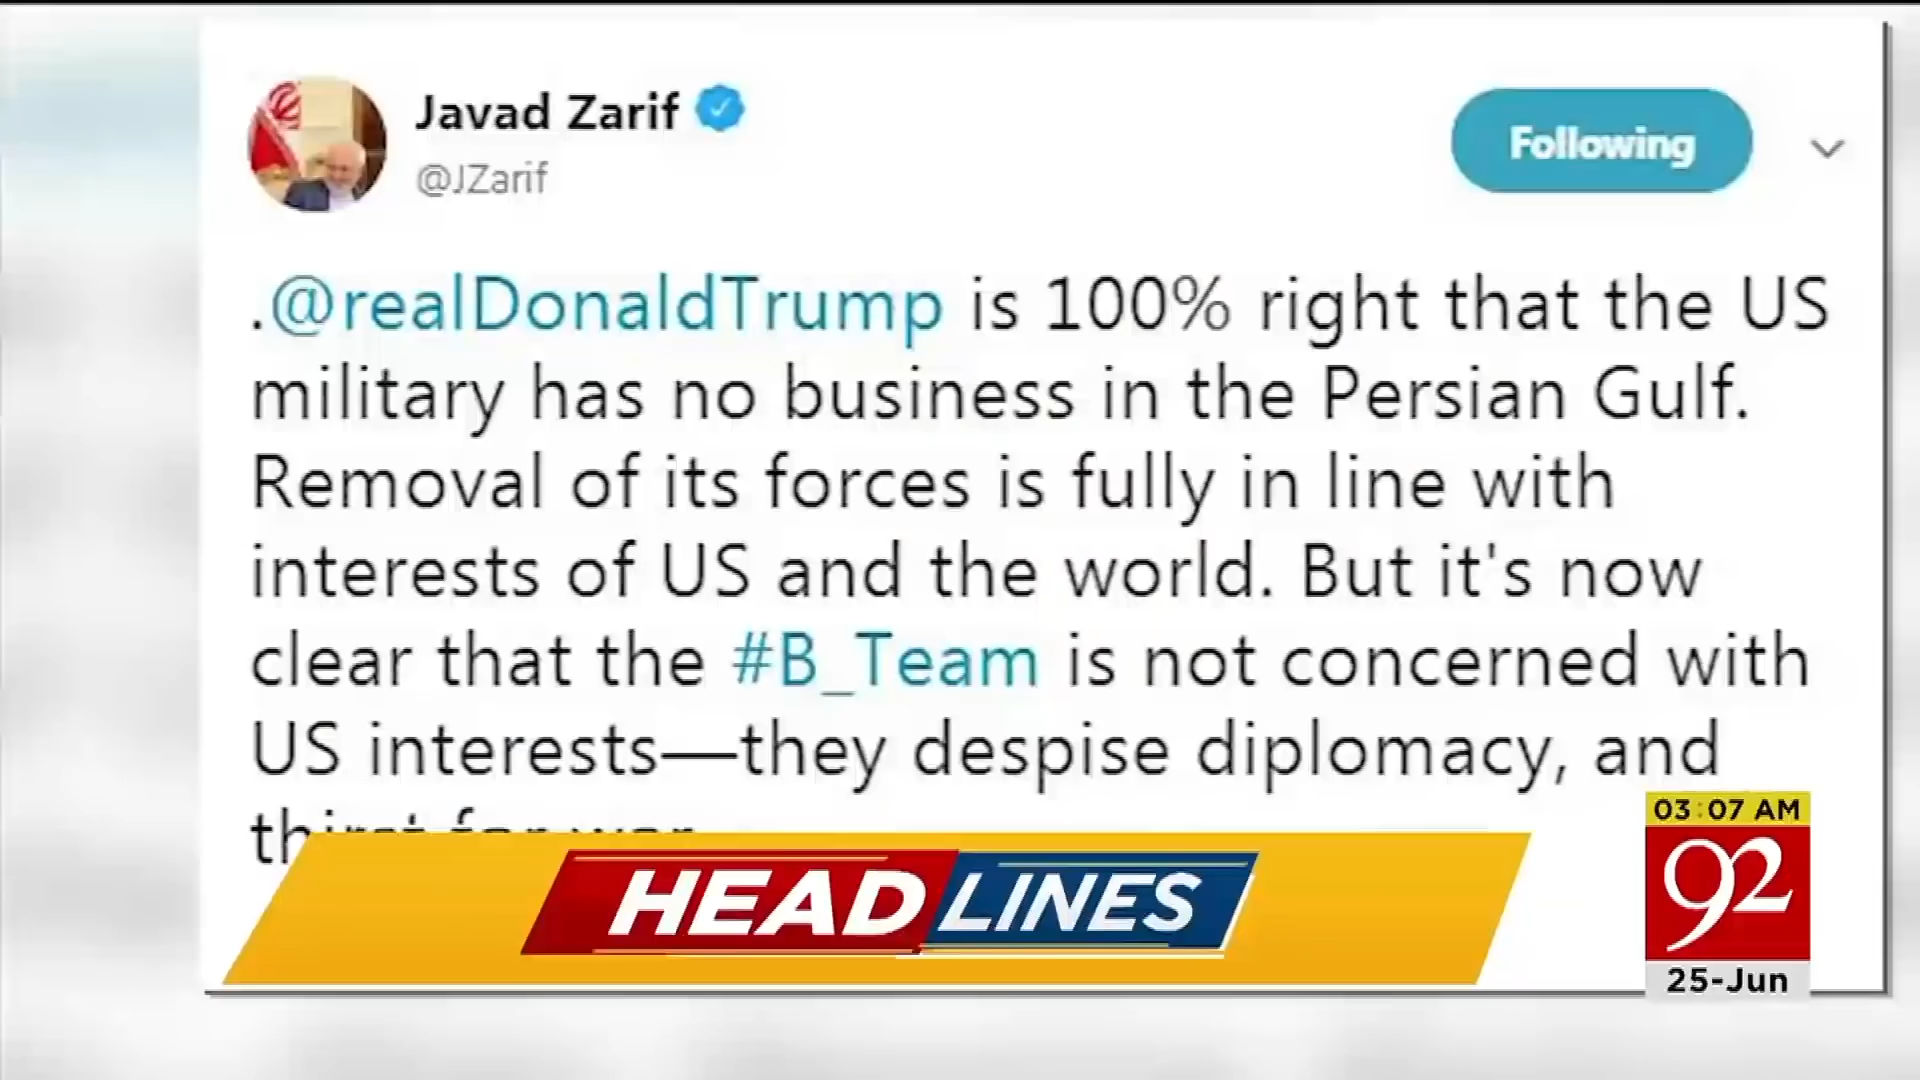 Javad Zarif
@JZarif
Following
.@realDonaldTrump is 100% right that the US
military has no business in the Persian Gulf.
Removal of its forces is fully in line with
interests of US and the world. But it's now
clear that the #B_Team is not concerned with
US interests—they despise diplomacy, and
thirst for war.
HEADLINES
03:07 AM
92
25-Jun